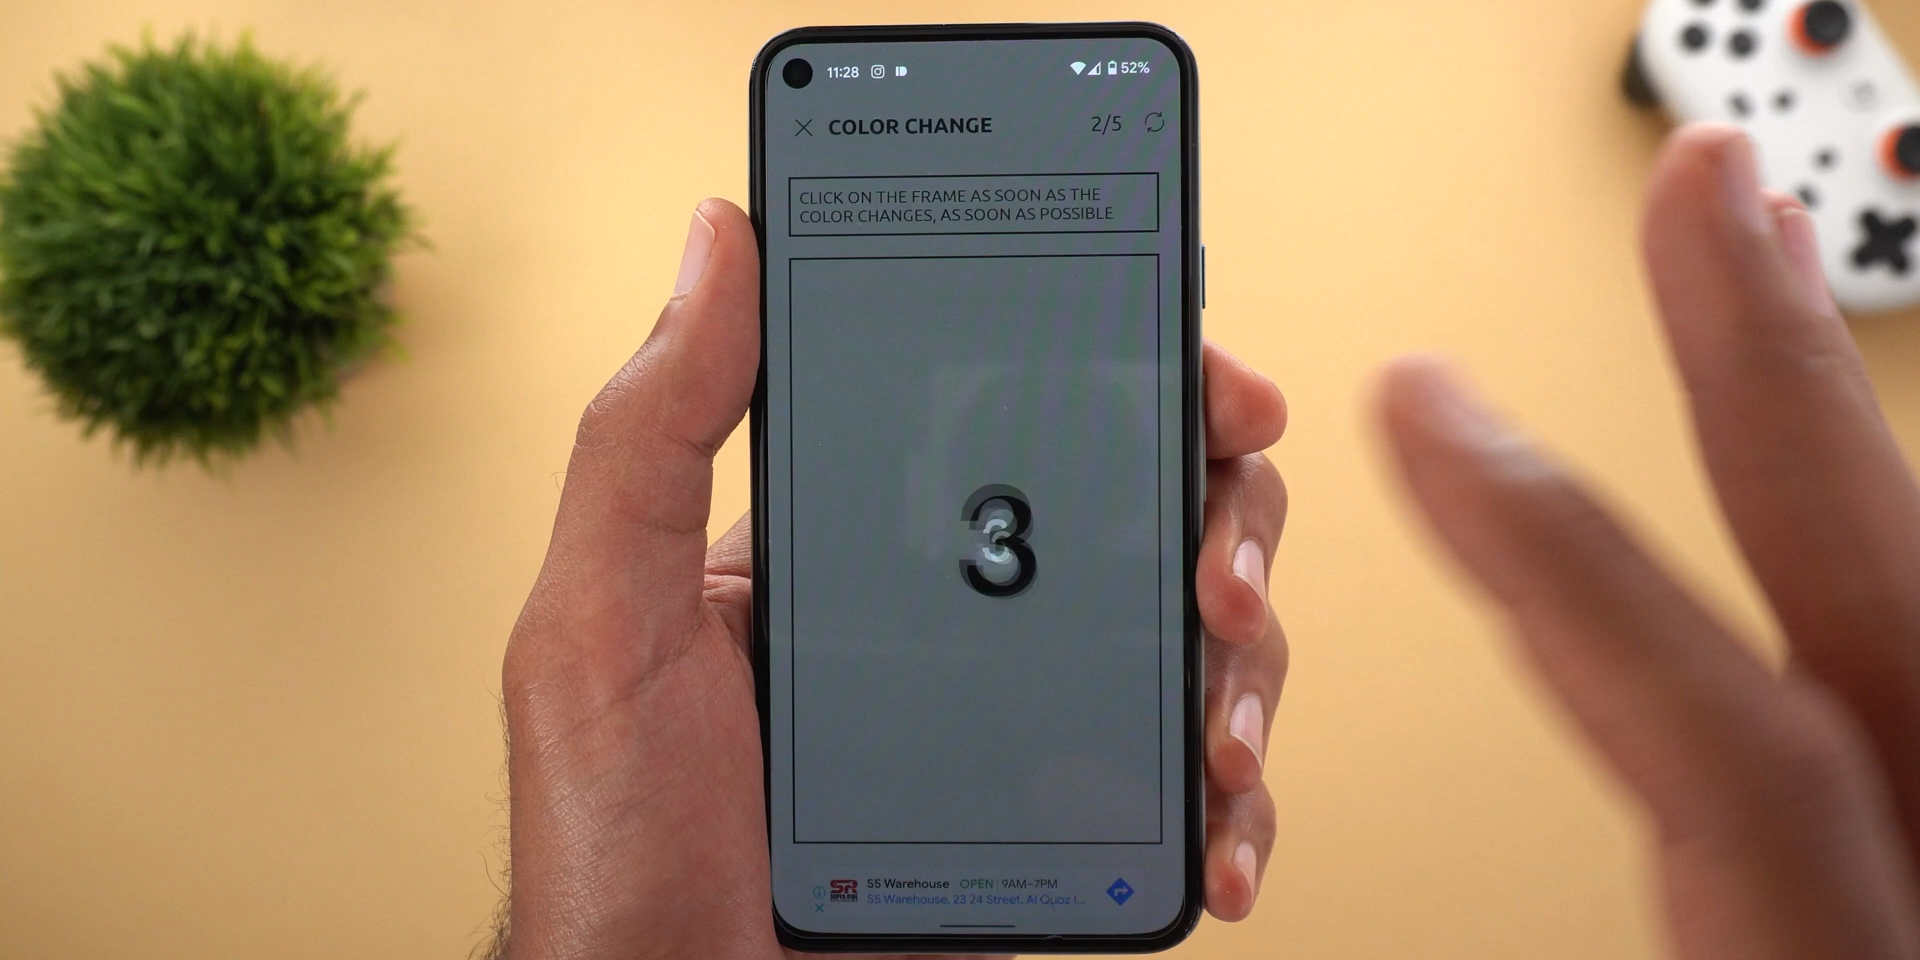 11:28 52%
COLOR CHANGE 2/5
CLICK ON THE FRAME AS SOON AS THE
COLOR CHANGES, AS SOON AS POSSIBLE
3
SR
S5 Warehouse OPEN 9AM–7PM
S5 Warehouse, 23 24 Street, Al Quoz I...